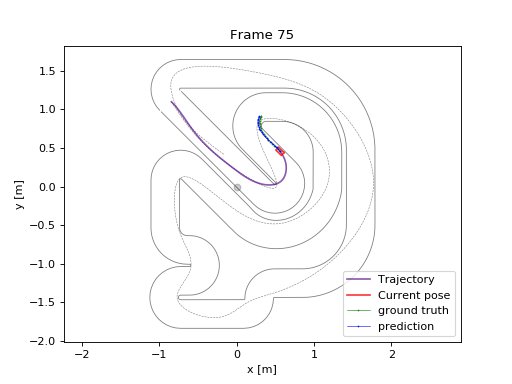 Frame 75
y [m]
1.5
1.0
0.5
0.0
−0.5
−1.0
−1.5
−2.0
−2
−1
0
1
2
x [m]
Trajectory
Current pose
ground truth
prediction